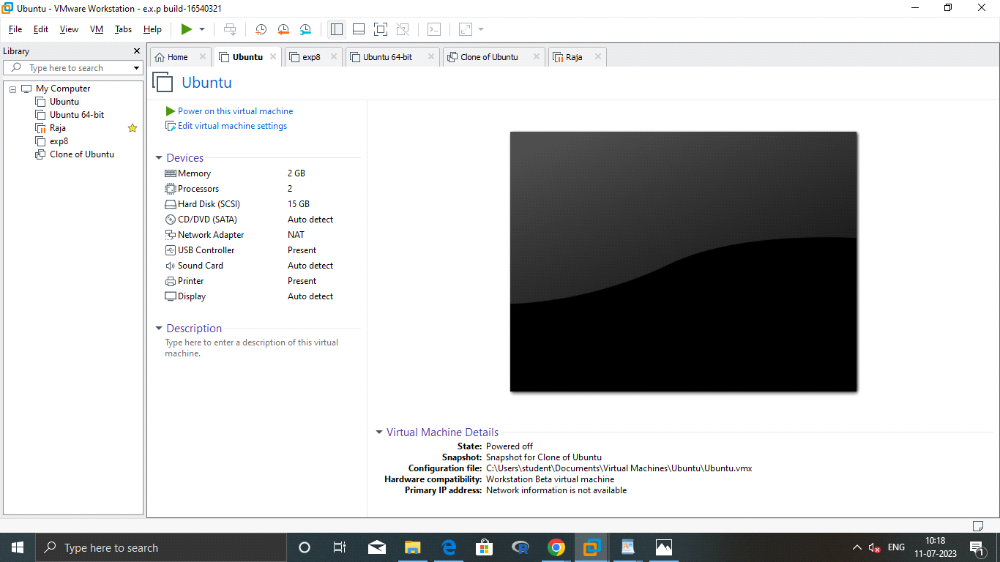 Ubuntu - VMware Workstation - e.x.p build-16540321
File Edit View VM Tabs Help
Library
Type here to search
My Computer
Ubuntu
Ubuntu 64-bit
Raja
exp8
Clone of Ubuntu
Home Ubuntu exp8 Ubuntu 64-bit Clone of Ubuntu Raja
Ubuntu
Power on this virtual machine
Edit virtual machine settings
Devices
Memory 2 GB
Processors 2
Hard Disk (SCSI) 15 GB
CD/DVD (SATA) Auto detect
Network Adapter NAT
USB Controller Present
Sound Card Auto detect
Printer Present
Display Auto detect
Description
Type here to enter a description of this virtual
machine.
Virtual Machine Details
State: Powered off
Snapshot: Snapshot for Clone of Ubuntu
Configuration file: C:\Users\student\Documents\Virtual Machines\Ubuntu\Ubuntu.vmx
Hardware compatibility: Workstation Beta virtual machine
Primary IP address: Network information is not available
Type here to search
ENG
10:18
11-07-2023
1